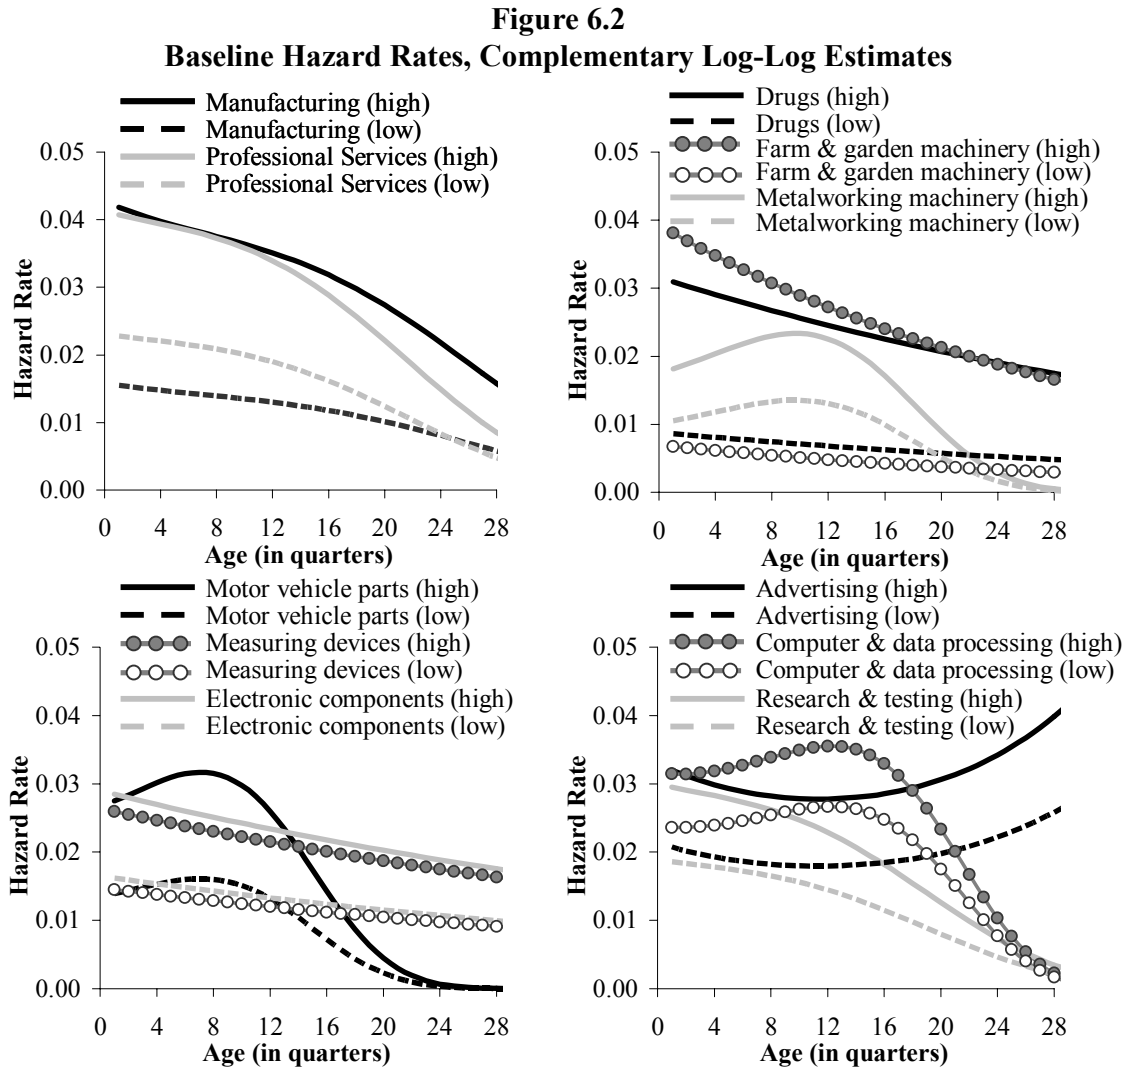 Figure 6.2
Baseline Hazard Rates, Complementary Log-Log Estimates
Manufacturing (high)
Manufacturing (low)
Professional Services (high)
Professional Services (low)
0.05
0.04
0.03
0.02
0.01
0.00
Hazard Rate
0 4 8 12 16 20 24 28
Age (in quarters)
Drugs (high)
Drugs (low)
Farm & garden machinery (high)
Farm & garden machinery (low)
Metalworking machinery (high)
Metalworking machinery (low)
0.05
0.04
0.03
0.02
0.01
0.00
Hazard Rate
0 4 8 12 16 20 24 28
Age (in quarters)
Motor vehicle parts (high)
Motor vehicle parts (low)
Measuring devices (high)
Measuring devices (low)
Electronic components (high)
Electronic components (low)
0.05
0.04
0.03
0.02
0.01
0.00
Hazard Rate
0 4 8 12 16 20 24 28
Age (in quarters)
Advertising (high)
Advertising (low)
Computer & data processing (high)
Computer & data processing (low)
Research & testing (high)
Research & testing (low)
0.05
0.04
0.03
0.02
0.01
0.00
Hazard Rate
0 4 8 12 16 20 24 28
Age (in quarters)